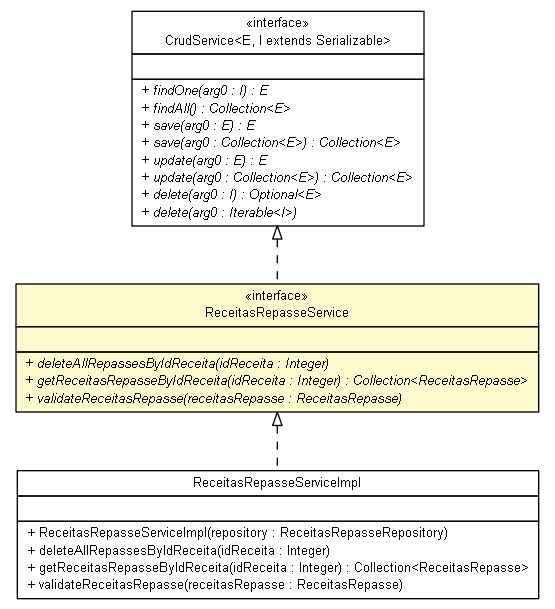 «interface»
CrudService<E, I extends Serializable>
+ findOne(arg0 : I) : E
+ findAll() : Collection<E>
+ save(arg0 : E) : E
+ save(arg0 : Collection<E>) : Collection<E>
+ update(arg0 : E) : E
+ update(arg0 : Collection<E>) : Collection<E>
+ delete(arg0 : I) : Optional<E>
+ delete(arg0 : Iterable<I>)
«interface»
ReceitasRepasseService
+ deleteAllRepassesByIdReceita(idReceita : Integer)
+ getReceitasRepasseByIdReceita(idReceita : Integer) : Collection<ReceitasRepasse>
+ validateReceitasRepasse(receitasRepasse : ReceitasRepasse)
ReceitasRepasseServiceImpl
+ ReceitasRepasseServiceImpl(repository : ReceitasRepasseRepository)
+ deleteAllRepassesByIdReceita(idReceita : Integer)
+ getReceitasRepasseByIdReceita(idReceita : Integer) : Collection<ReceitasRepasse>
+ validateReceitasRepasse(receitasRepasse : ReceitasRepasse)